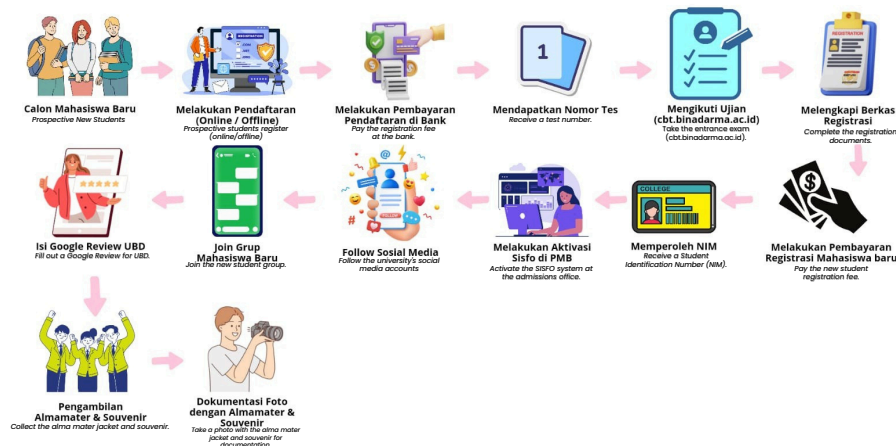 Calon Mahasiswa Baru
Prospective New Students
Melakukan Pendaftaran
(Online / Offline)
Prospective students register
(online/offline)
Melakukan Pembayaran
Pendaftaran di Bank
Pay the registration fee
at the bank.
1
Mendapatkan Nomor Tes
Receive a test number.
Mengikuti Ujian
(cbt.binadarma.ac.id)
Take the entrance exam
(cbt.binadarma.ac.id).
REGISTRATION
Melengkapi Berkas
Registrasi
Complete the registration
documents.
Melakukan Pembayaran
Registrasi Mahasiswa baru
Pay the new student
registration fee.
COLLEGE
Memperoleh NIM
Receive a Student
Identification Number (NIM).
Melakukan Aktivasi
Sisfo di PMB
Activate the SISFO system at
the admissions office.
FOLLOW
Follow Sosial Media
Follow the university's social
media accounts
Join Grup
Mahasiswa Baru
Join the new student group.
Isi Google Review UBD
Fill out a Google Review for UBD.
Pengambilan
Almamater & Souvenir
Collect the alma mater jacket and souvenir.
Dokumentasi Foto
dengan Almamater &
Souvenir
Take a photo with the alma mater
jacket and souvenir for
documentation